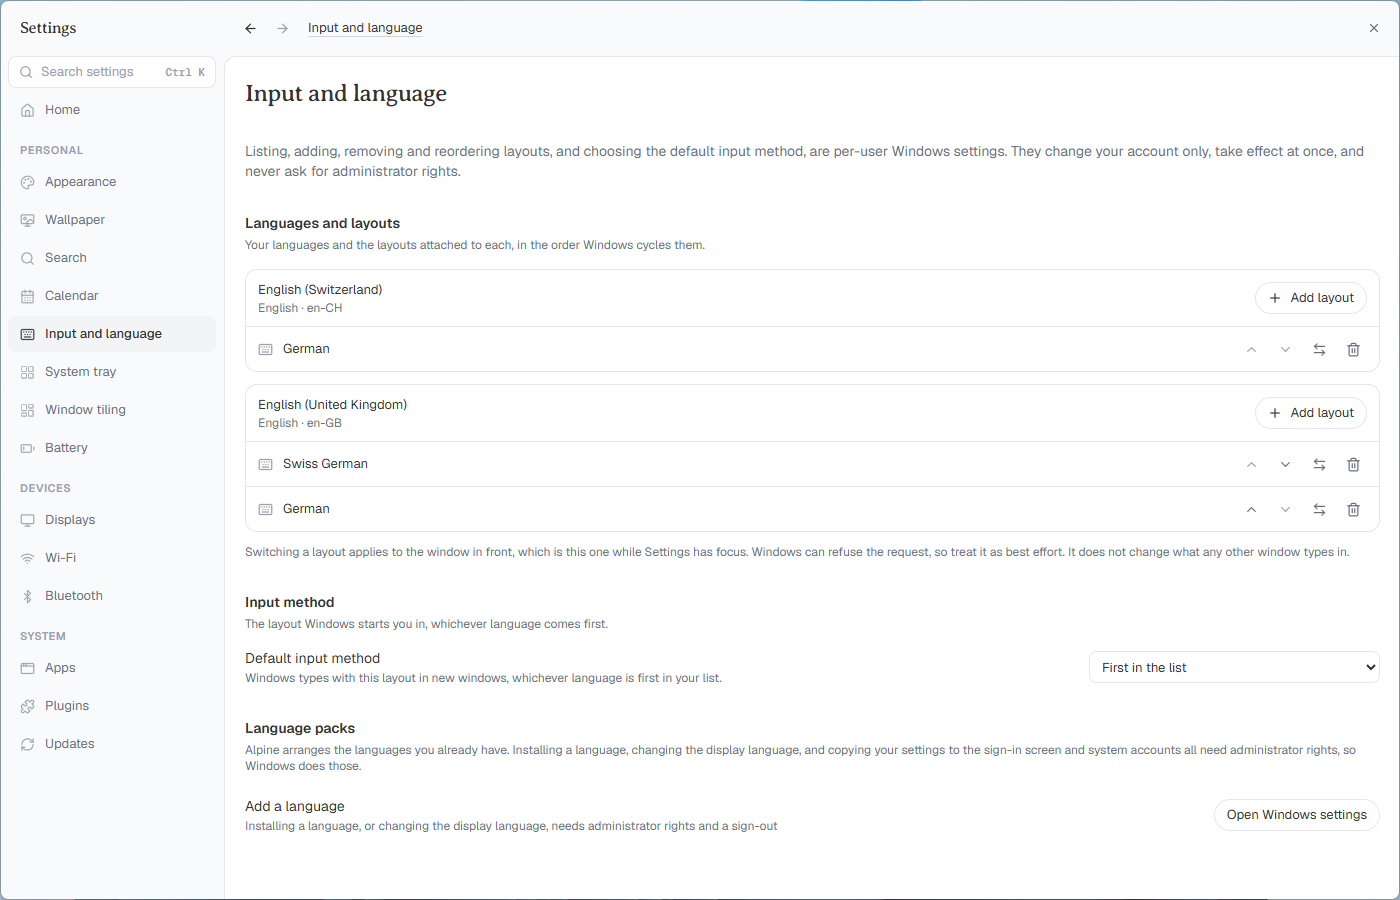 Settings
Input and language
Search settings
Ctrl K
Home
PERSONAL
Appearance
Wallpaper
Search
Calendar
Input and language
System tray
Window tiling
Battery
DEVICES
Displays
Wi-Fi
Bluetooth
SYSTEM
Apps
Plugins
Updates
Input and language
Listing, adding, removing and reordering layouts, and choosing the default input method, are per-user Windows settings. They change your account only, take effect at once, and
never ask for administrator rights.
Languages and layouts
Your languages and the layouts attached to each, in the order Windows cycles them.
English (Switzerland)
English · en-CH
Add layout
German
English (United Kingdom)
English · en-GB
Add layout
Swiss German
German
Switching a layout applies to the window in front, which is this one while Settings has focus. Windows can refuse the request, so treat it as best effort. It does not change what any other window types in.
Input method
The layout Windows starts you in, whichever language comes first.
Default input method
Windows types with this layout in new windows, whichever language is first in your list.
First in the list
Language packs
Alpine arranges the languages you already have. Installing a language, changing the display language, and copying your settings to the sign-in screen and system accounts all need administrator rights, so
Windows does those.
Add a language
Installing a language, or changing the display language, needs administrator rights and a sign-out
Open Windows settings